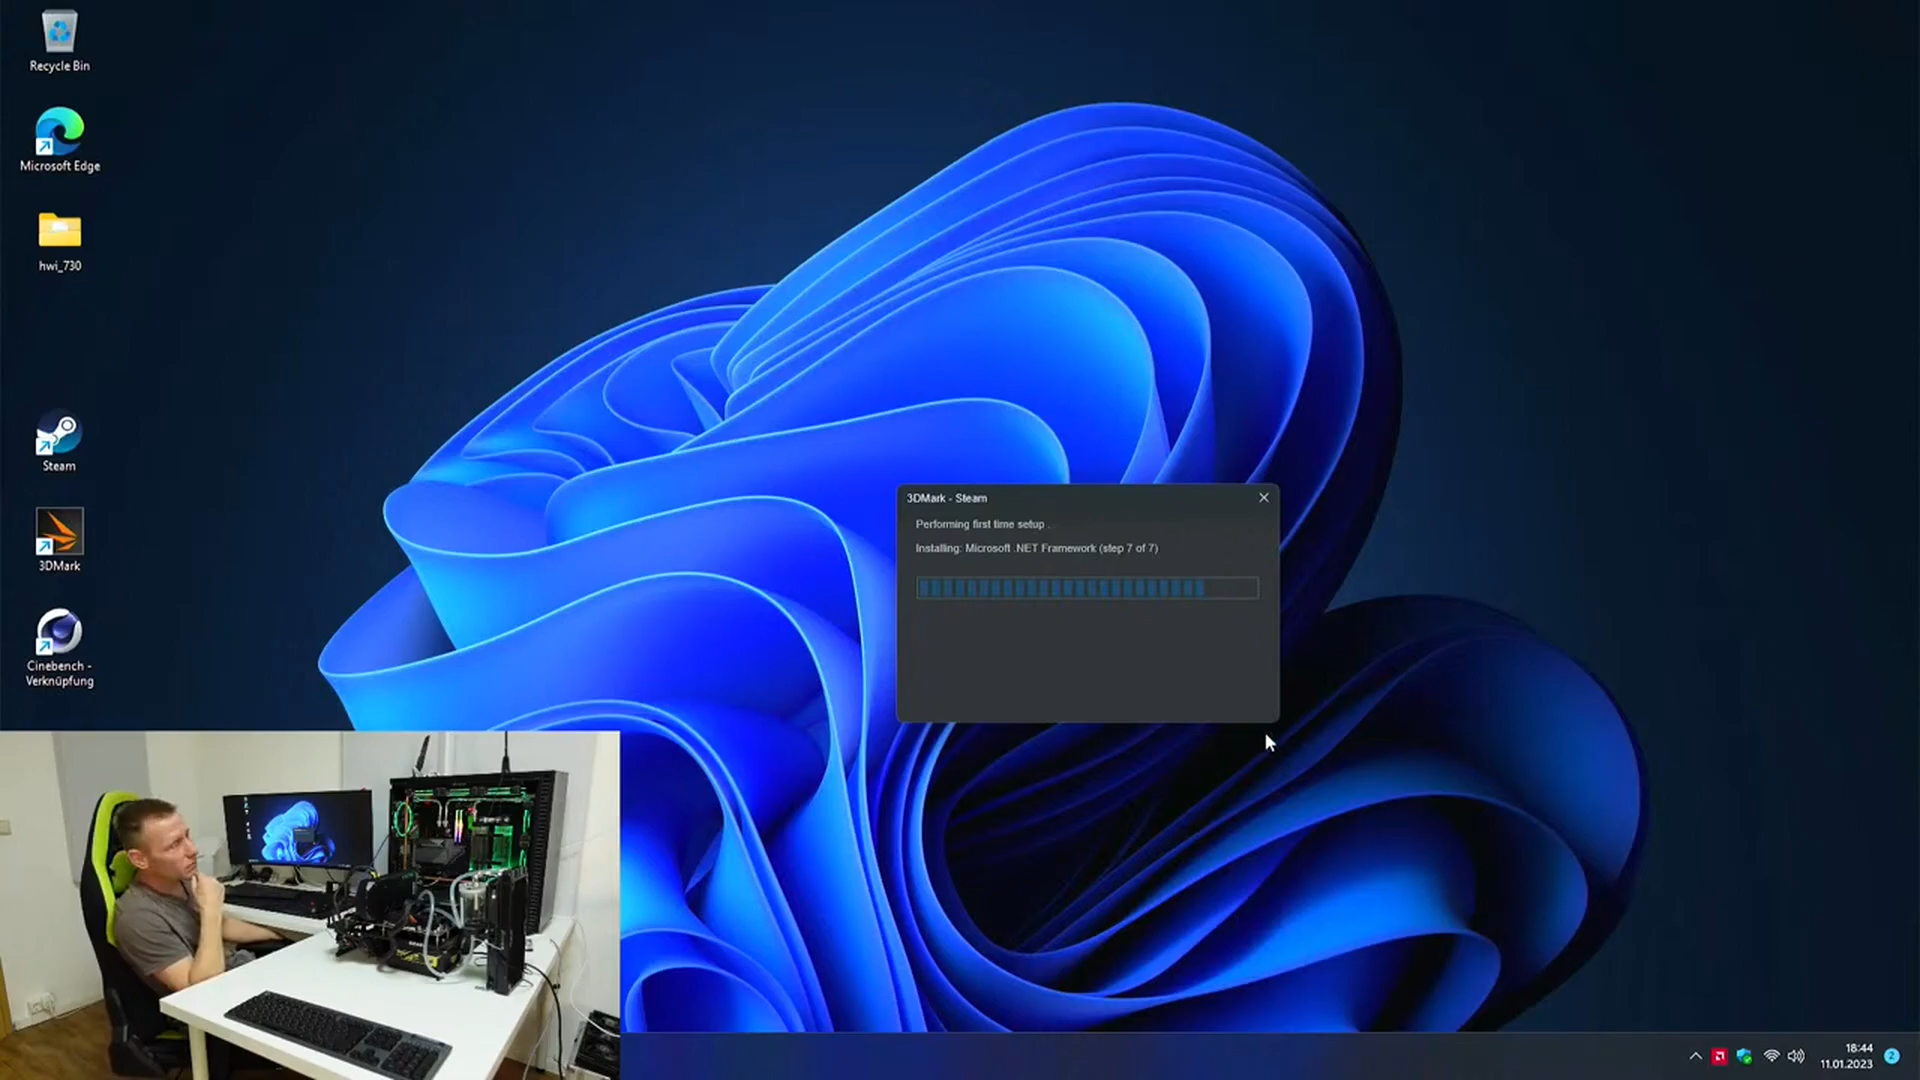 Recycle Bin
Microsoft Edge
hwi_730
Steam
3DMark
Cinebench -
Verknüpfung
3DMark - Steam
Performing first time setup .
Installing: Microsoft .NET Framework (step 7 of 7)
18:44
11.01.2023
2